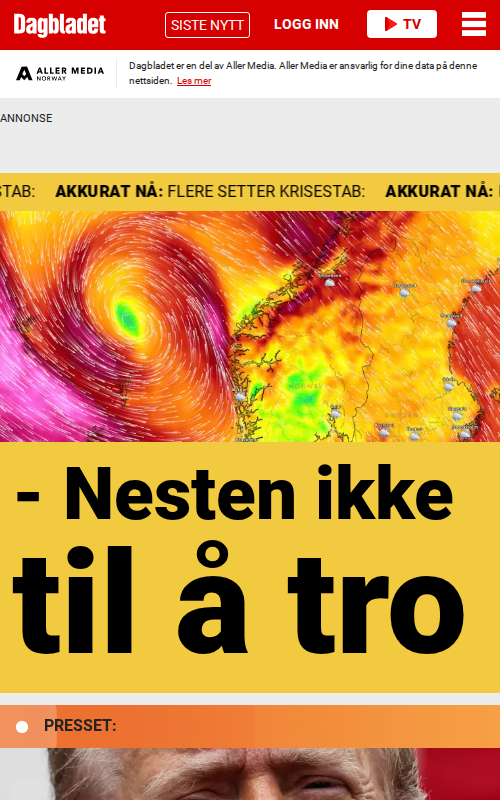 Dagbladet
SISTE NYTT
LOGG INN
TV
ALLER MEDIA
NORWAY
Dagbladet er en del av Aller Media. Aller Media er ansvarlig for dine data på denne
nettsiden. Les mer
ANNONSE
STAB: AKKURAT NÅ: FLERE SETTER KRISESTAB: AKKURAT NÅ:
- Nesten ikke
til å tro
PRESSET: